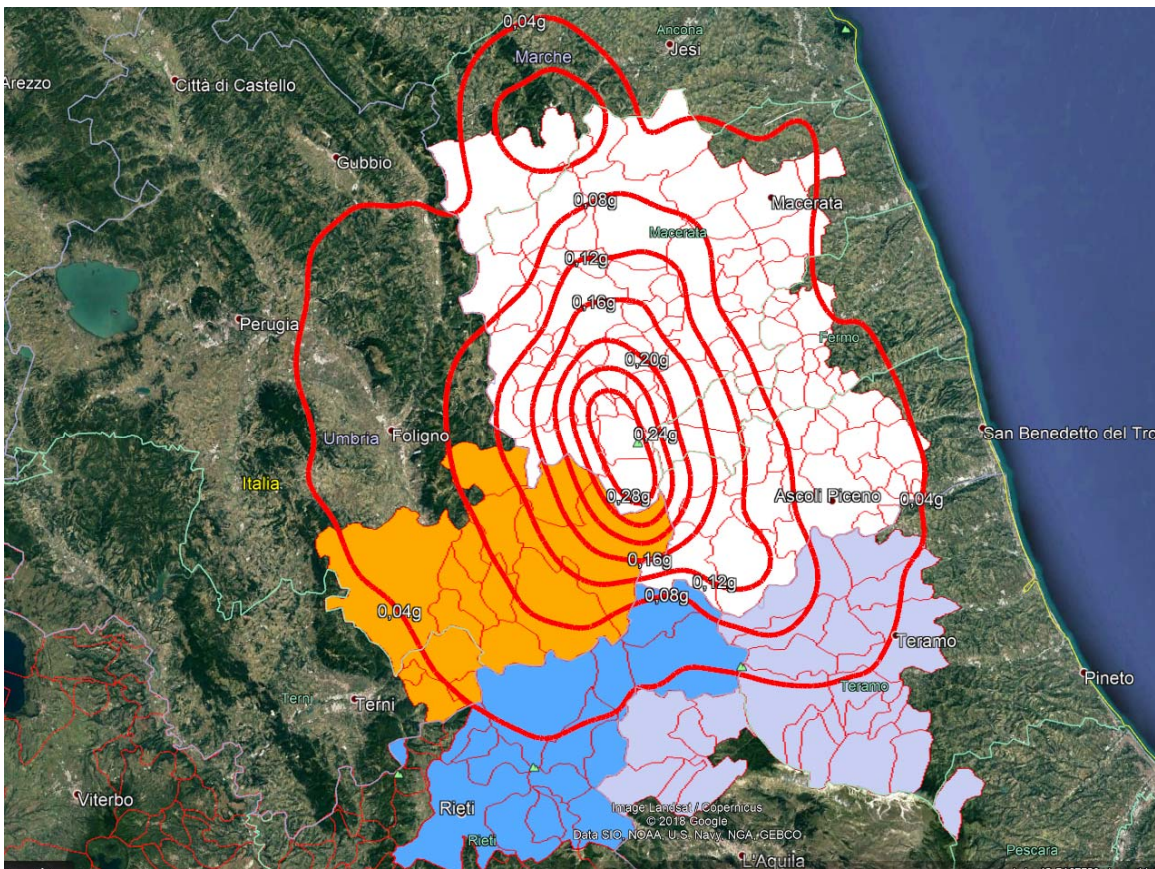 0,04g
Ancona
Jesi
Marche
Arezzo
Città di Castello
Gubbio
0,08g
Macerata
Macerata
0,12g
0,16g
Perugia
Fermo
0,20g
Umbria
Foligno
0,24g
San Benedetto del Tro
Italia
0,28g
Ascoli Piceno
0,04g
0,16g
0,12g
0,08g
0,04g
Teramo
Terni
Terni
Teramo
Pineto
Viterbo
Rieti
Rieti
Image Landsat / Copernicus
© 2018 Google
Data SIO, NOAA, U.S. Navy, NGA, GEBCO
L'Aquila
Pescara